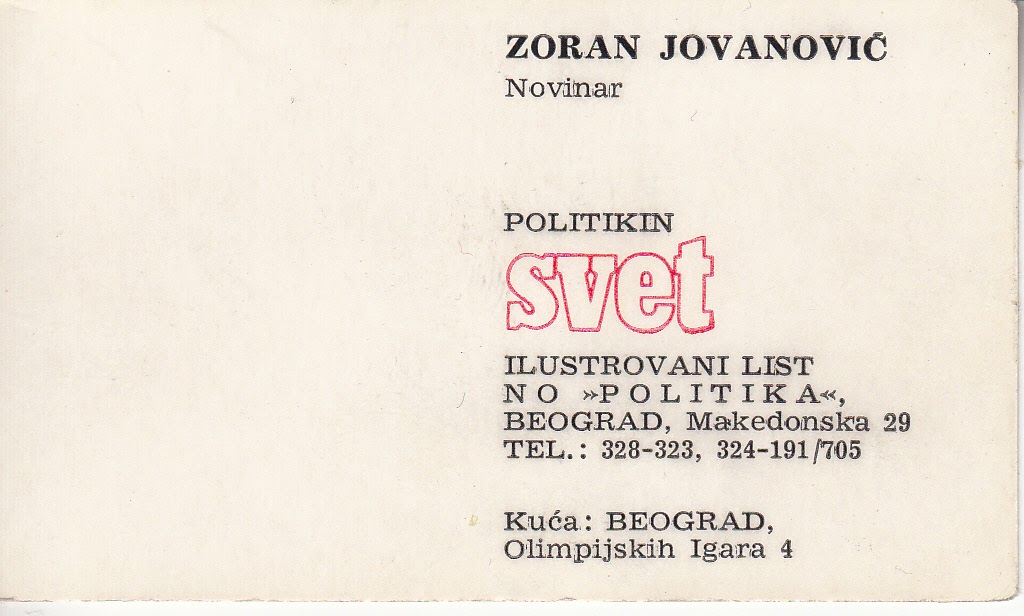 ZORAN JOVANOVIĆ
Novinar
POLITIKIN
svet
ILUSTROVANI LIST
NO »POLITIKA«,
BEOGRAD, Makedonska 29
TEL.: 328-323, 324-191/705
Kuća: BEOGRAD,
Olimpijskih Igara 4